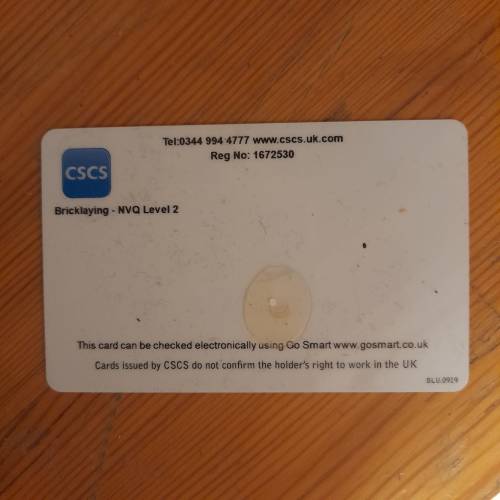 Tel:0344 994 4777 www.cscs.uk.com
Reg No: 1672530
CSCS
Bricklaying - NVQ Level 2
This card can be checked electronically using Go Smart www.gosmart.co.uk
Cards issued by CSCS do not confirm the holder's right to work in the UK
BLU.0919